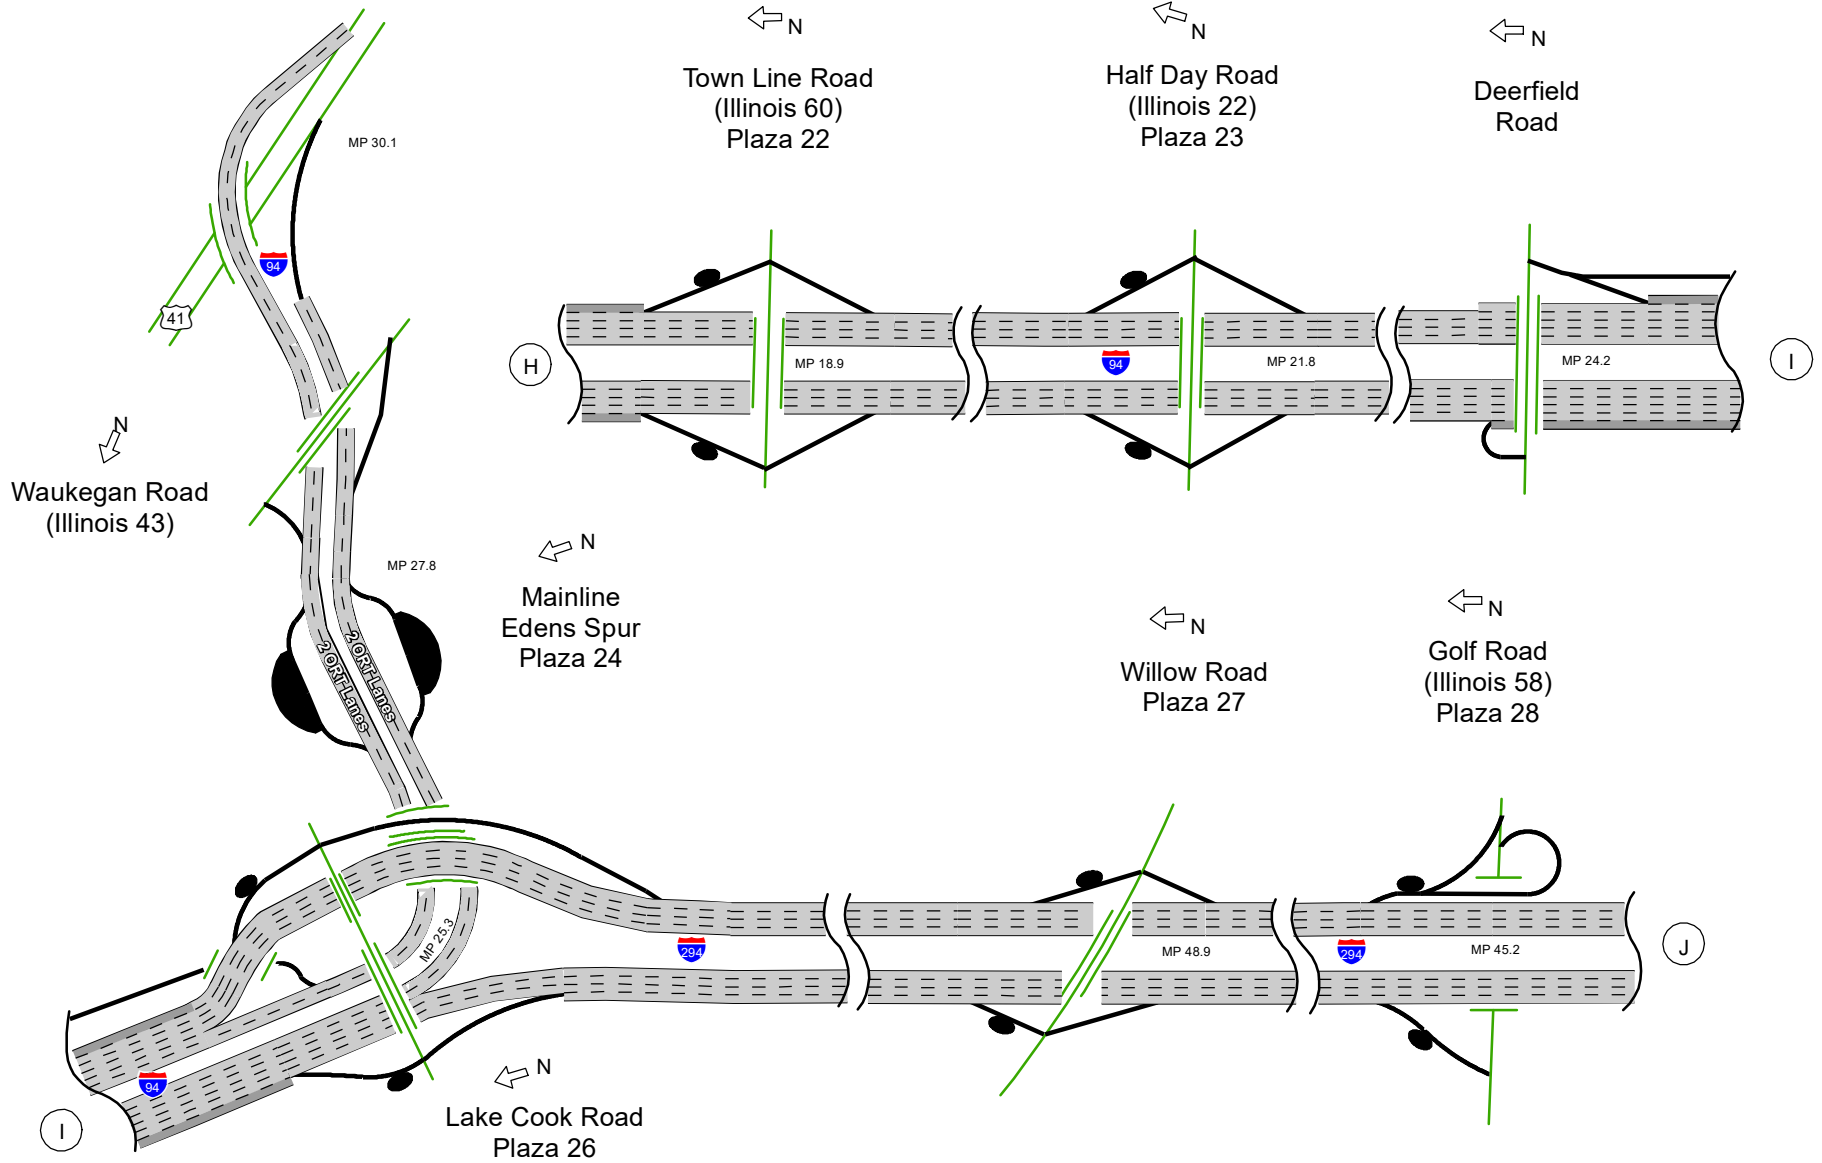 N
Town Line Road
(Illinois 60)
Plaza 22
N
Half Day Road
(Illinois 22)
Plaza 23
N
Deerfield
Road
MP 30.1
94
41
H
MP 18.9
94
MP 21.8
MP 24.2
I
N
Waukegan Road
(Illinois 43)
MP 27.8
N
Mainline
Edens Spur
Plaza 24
2 ORT Lanes
2 ORT Lanes
N
Willow Road
Plaza 27
N
Golf Road
(Illinois 58)
Plaza 28
MP 25.3
294
MP 48.9
294
MP 45.2
J
94
I
N
Lake Cook Road
Plaza 26